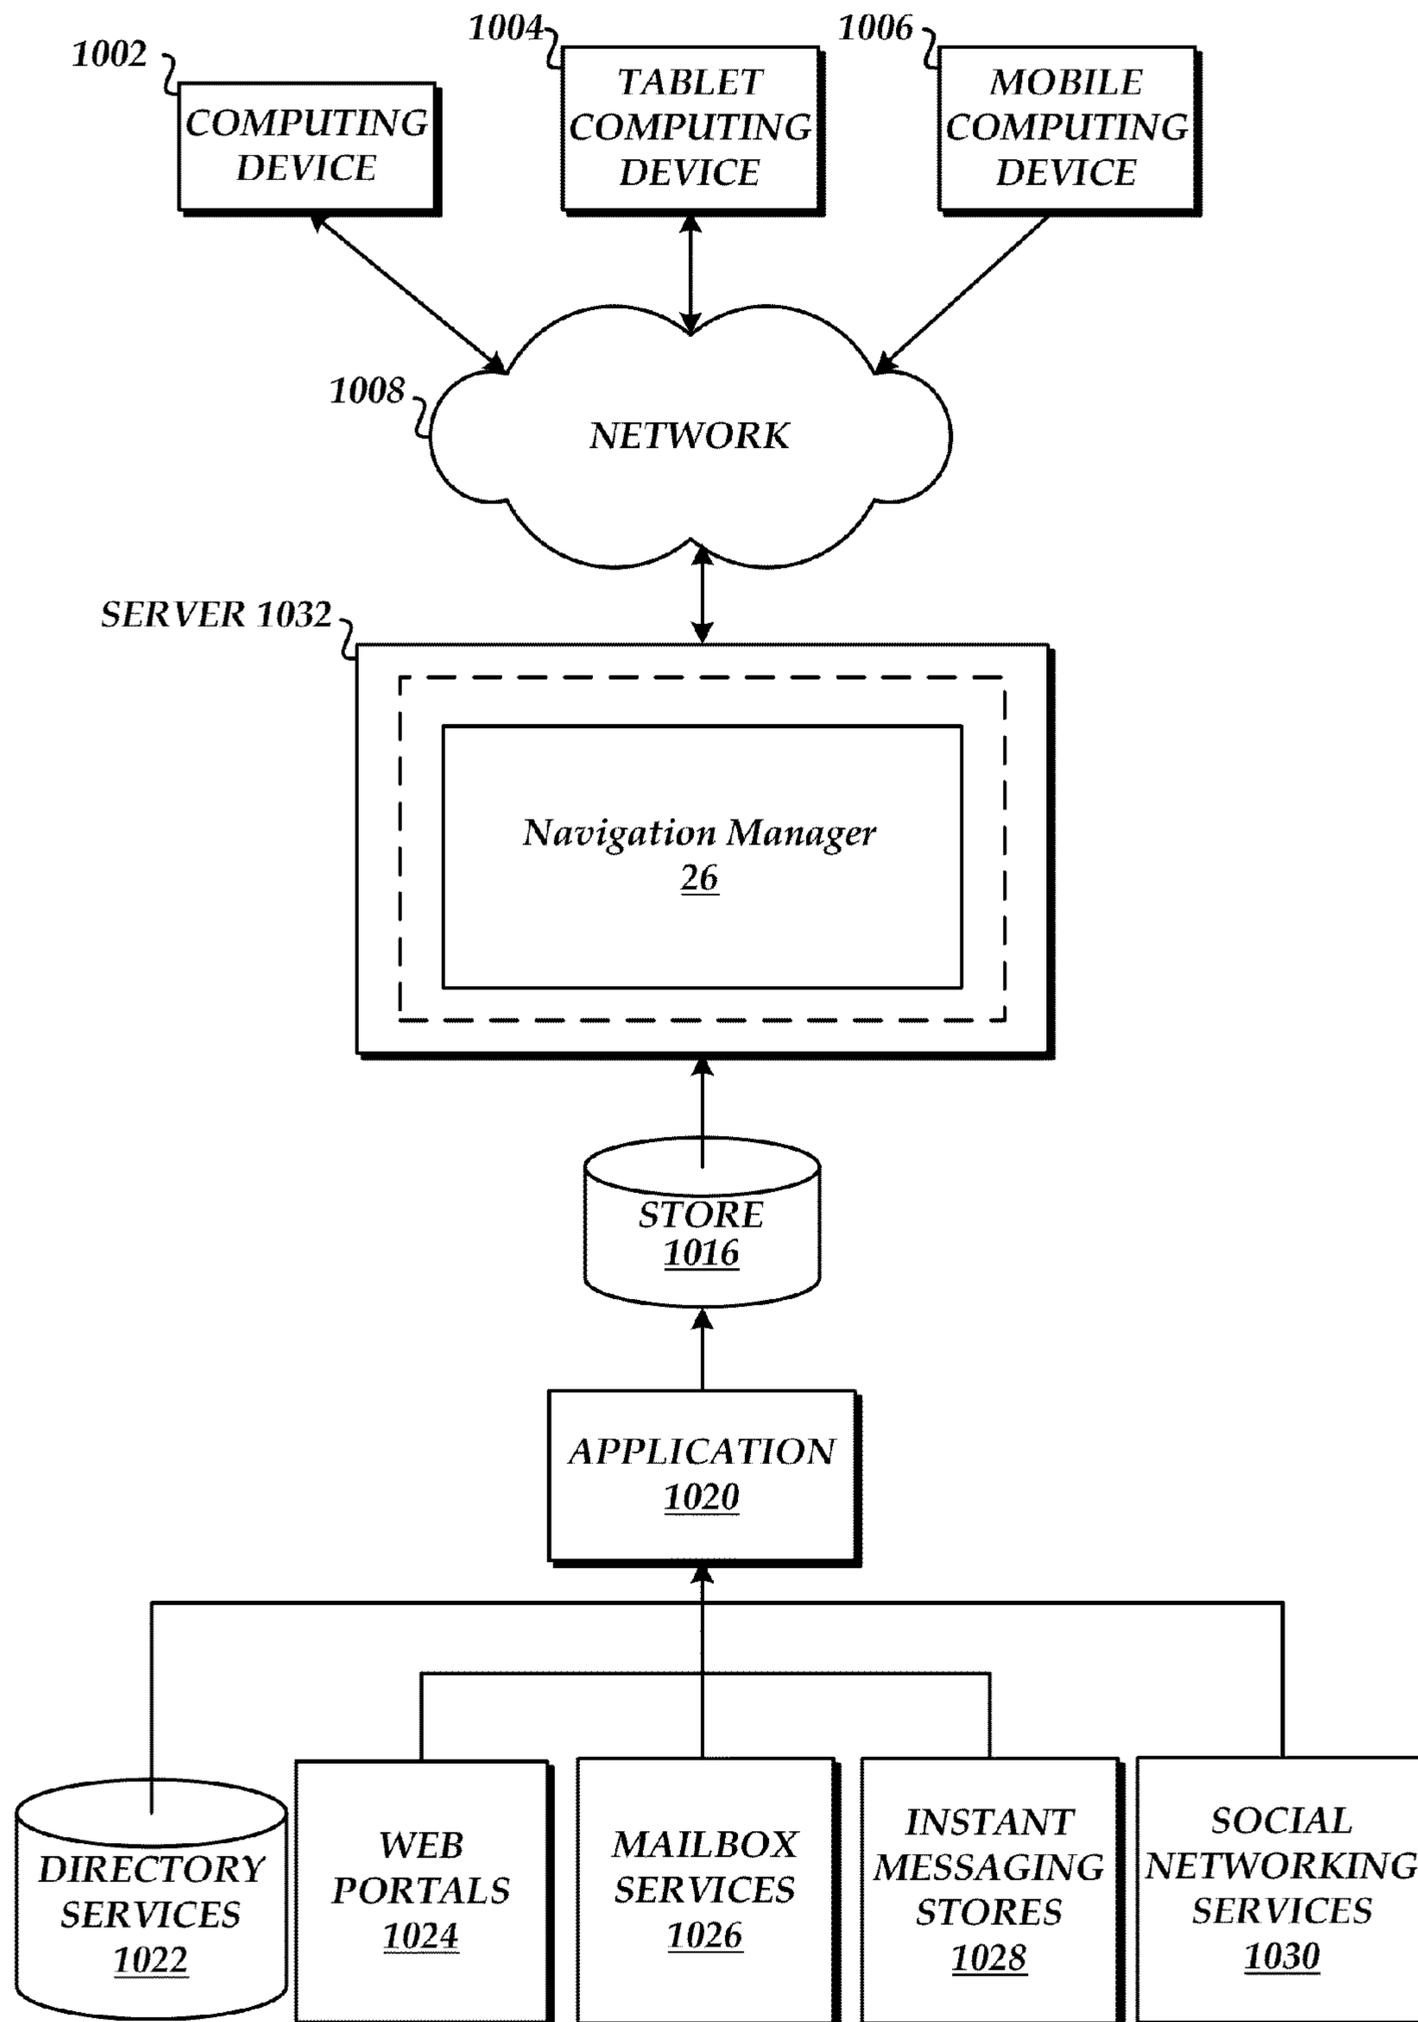 1002
COMPUTING
DEVICE
1004
TABLET
COMPUTING
DEVICE
1006
MOBILE
COMPUTING
DEVICE
1008
NETWORK
SERVER 1032
Navigation Manager
26
STORE
1016
APPLICATION
1020
DIRECTORY
SERVICES
1022
WEB
PORTALS
1024
MAILBOX
SERVICES
1026
INSTANT
MESSAGING
STORES
1028
SOCIAL
NETWORKING
SERVICES
1030